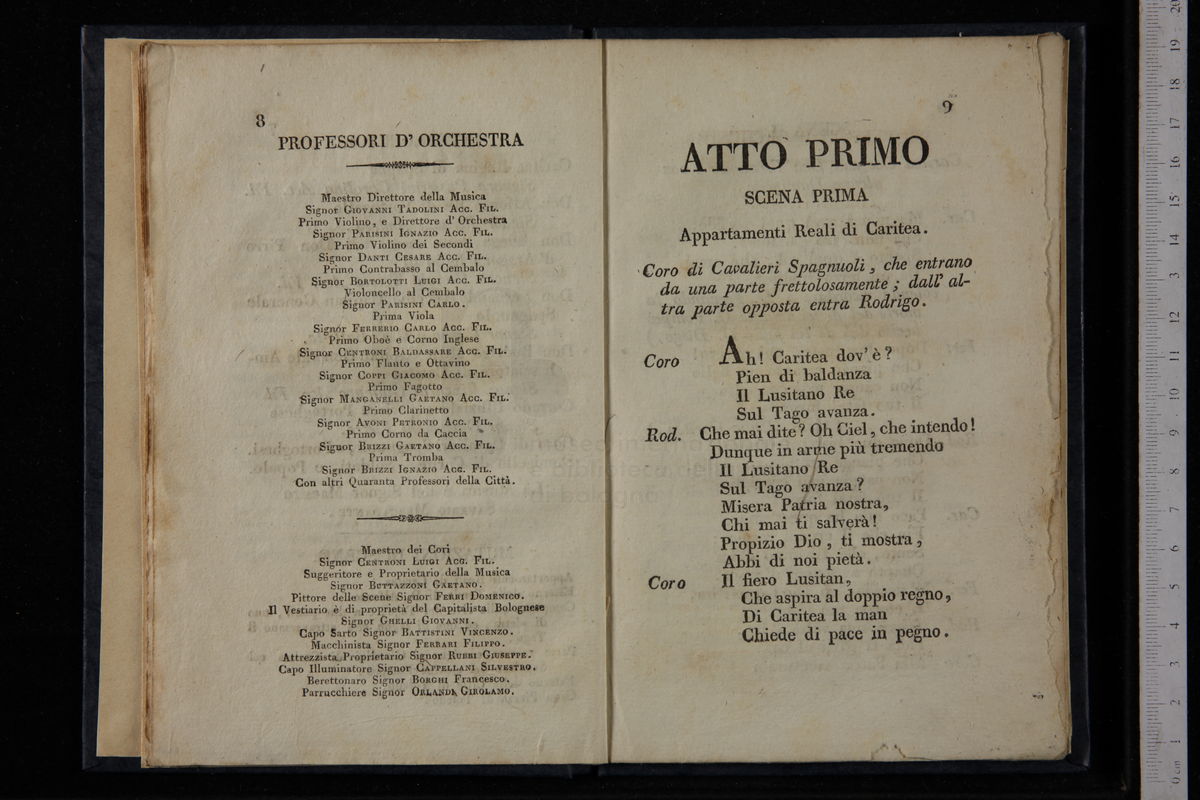 8
PROFESSORI D' ORCHESTRA
Maestro Direttore della Musica
Signor GIOVANNI TADOLINI ACC. FIL.
Primo Violino, e Direttore d' Orchestra
Signor PARISINI IGNAZIO ACC. FIL.
Primo Violino dei Secondi
Signor DANTI CESARE ACC. FIL.
Primo Contrabasso al Cembalo
Signor BORTOLOTTI LUIGI ACC. FIL.
Violoncello al Cembalo
Signor PARISINI CARLO.
Prima Viola
Signor FERRERIO CARLO ACC. FIL.
Primo Oboè e Corno Inglese
Signor CENTRONI BALDASSARE ACC. FIL.
Primo Flauto e Ottavino
Signor COPPI GIACOMO ACC. FIL.
Primo Fagotto
Signor MANGANELLI GAETANO ACC. FIL.
Primo Clarinetto
Signor AVONI PETRONIO ACC. FIL.
Primo Corno da Caccia
Signor BRIZZI GAETANO ACC. FIL.
Prima Tromba
Signor BRIZZI IGNAZIO ACC. FIL.
Con altri Quaranta Professori della Città.
Maestro dei Cori
Signor CENTRONI LUIGI ACC. FIL.
Suggeritore e Proprietario della Musica
Signor BUTTAZZONI GAETANO.
Pittore delle Scene Signor FERRI DOMENICO.
Il Vestiario è di proprietà del Capitalista Bolognese
Signor GHELLI GIOVANNI.
Capo Sarto Signor BATTISTINI VINCENZO.
Macchinista Signor FERRARI FILIPPO.
Attrezzista Proprietario Signor RUBBI GIUSEPPE.
Capo Illuminatore Signor CAPPELLANI SILVESTRO.
Berettonaro Signor BORGHI Francesco.
Parrucchiere Signor ORLANDI GIROLAMO.
9
ATTO PRIMO
SCENA PRIMA
Appartamenti Reali di Caritea.
Coro di Cavalieri Spagnuoli, che entrano
da una parte frettolosamente; dall' al-
tra parte opposta entra Rodrigo.
Coro Ah! Caritea dov' è?
Pien di baldanza
Il Lusitano Re
Sul Tago avanza.
Rod. Che mai dite? Oh Ciel, che intendo!
Dunque in arme più tremendo
Il Lusitano Re
Sul Tago avanza?
Misera Patria nostra,
Chi mai ti salverà!
Propizio Dio, ti mostra,
Abbi di noi pietà.
Coro Il fiero Lusitan,
Che aspira al doppio regno,
Di Caritea la man
Chiede di pace in pegno.